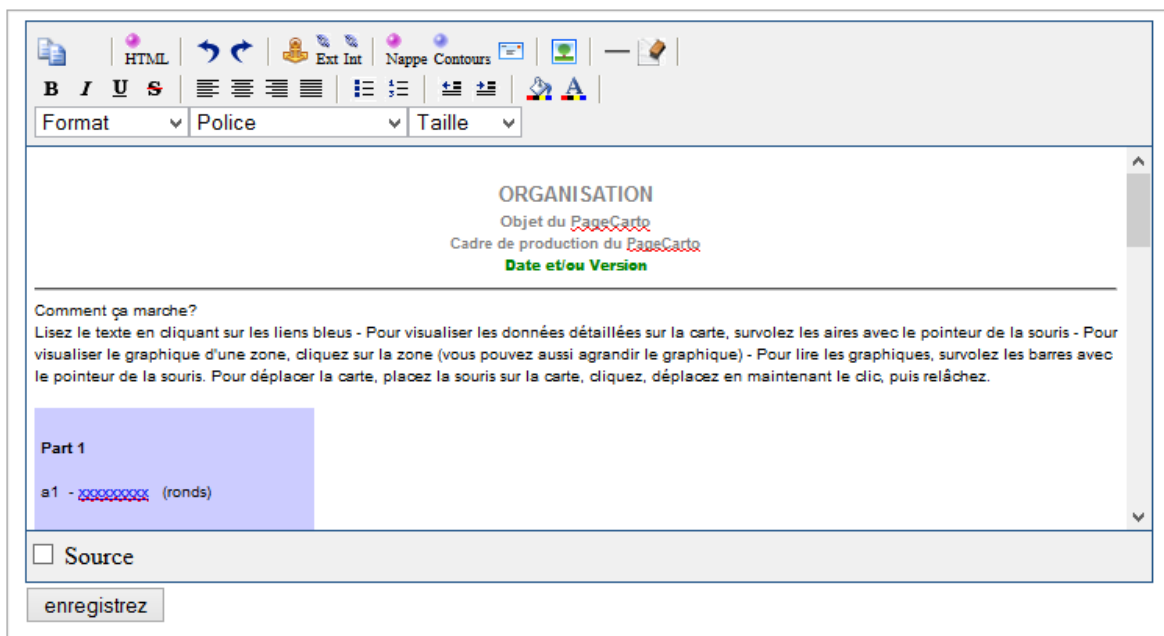 HTML Ext Int Nappe Contours
B I U S
Format Police Taille
ORGANISATION
Objet du PageCarto
Cadre de production du PageCarto
Date et/ou Version
Comment ça marche?
Lisez le texte en cliquant sur les liens bleus - Pour visualiser les données détaillées sur la carte, survolez les aires avec le pointeur de la souris - Pour
visualiser le graphique d'une zone, cliquez sur la zone (vous pouvez aussi agrandir le graphique) - Pour lire les graphiques, survolez les barres avec
le pointeur de la souris. Pour déplacer la carte, placez la souris sur la carte, cliquez, déplacez en maintenant le clic, puis relâchez.
Part 1
a1 - xxxxxxxxx (ronds)
Source
enregistrez